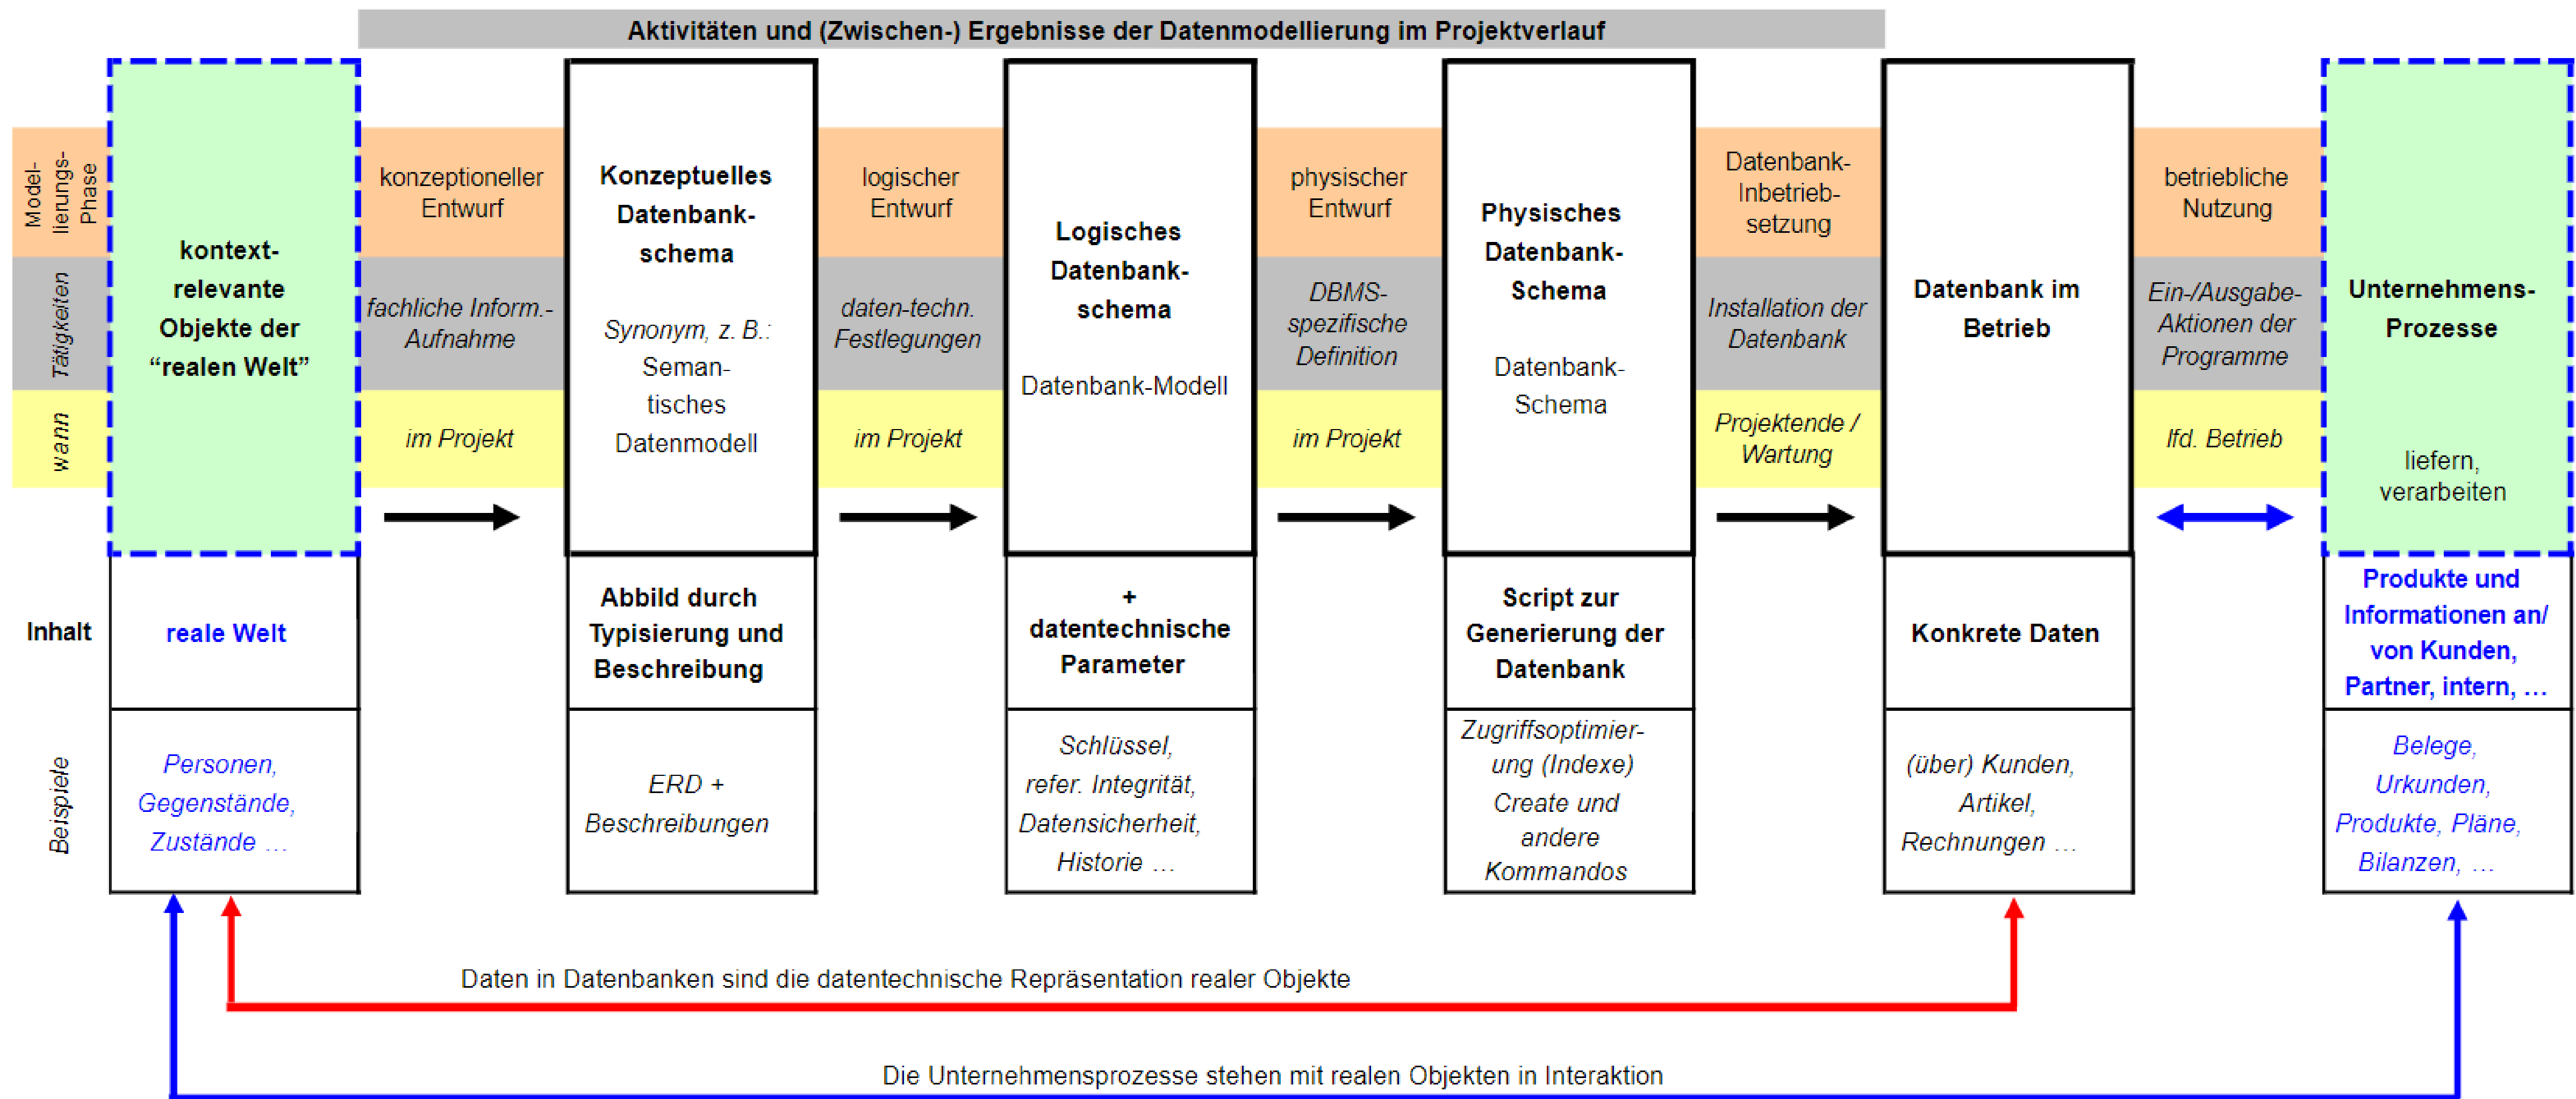 Aktivitäten und (Zwischen-) Ergebnisse der Datenmodellierung im Projektverlauf
Model-
lierungs-
Phase
Tätigkeiten
wann
kontext-
relevante
Objekte der
“realen Welt”
konzeptioneller
Entwurf
fachliche Inform.-
Aufnahme
im Projekt
Konzeptuelles
Datenbank-
schema
Synonym, z. B.:
Seman-
tisches
Datenmodell
logischer
Entwurf
daten-techn.
Festlegungen
im Projekt
Logisches
Datenbank-
schema
Datenbank-Modell
physischer
Entwurf
DBMS-
spezifische
Definition
im Projekt
Physisches
Datenbank-
Schema
Datenbank-
Schema
Datenbank-
Inbetrieb-
setzung
Installation der
Datenbank
Projektende /
Wartung
Datenbank im
Betrieb
betriebliche
Nutzung
Ein-/Ausgabe-
Aktionen der
Programme
lfd. Betrieb
Unternehmens-
Prozesse
liefern,
verarbeiten
Inhalt
reale Welt
Abbild durch
Typisierung und
Beschreibung
+
datentechnische
Parameter
Script zur
Generierung der
Datenbank
Konkrete Daten
Produkte und
Informationen an/
von Kunden,
Partner, intern, …
Beispiele
Personen,
Gegenstände,
Zustände …
ERD +
Beschreibungen
Schlüssel,
refer. Integrität,
Datensicherheit,
Historie …
Zugriffsoptimier-
ung (Indexe)
Create und
andere
Kommandos
(über) Kunden,
Artikel,
Rechnungen …
Belege,
Urkunden,
Produkte, Pläne,
Bilanzen, …
Daten in Datenbanken sind die datentechnische Repräsentation realer Objekte
Die Unternehmensprozesse stehen mit realen Objekten in Interaktion